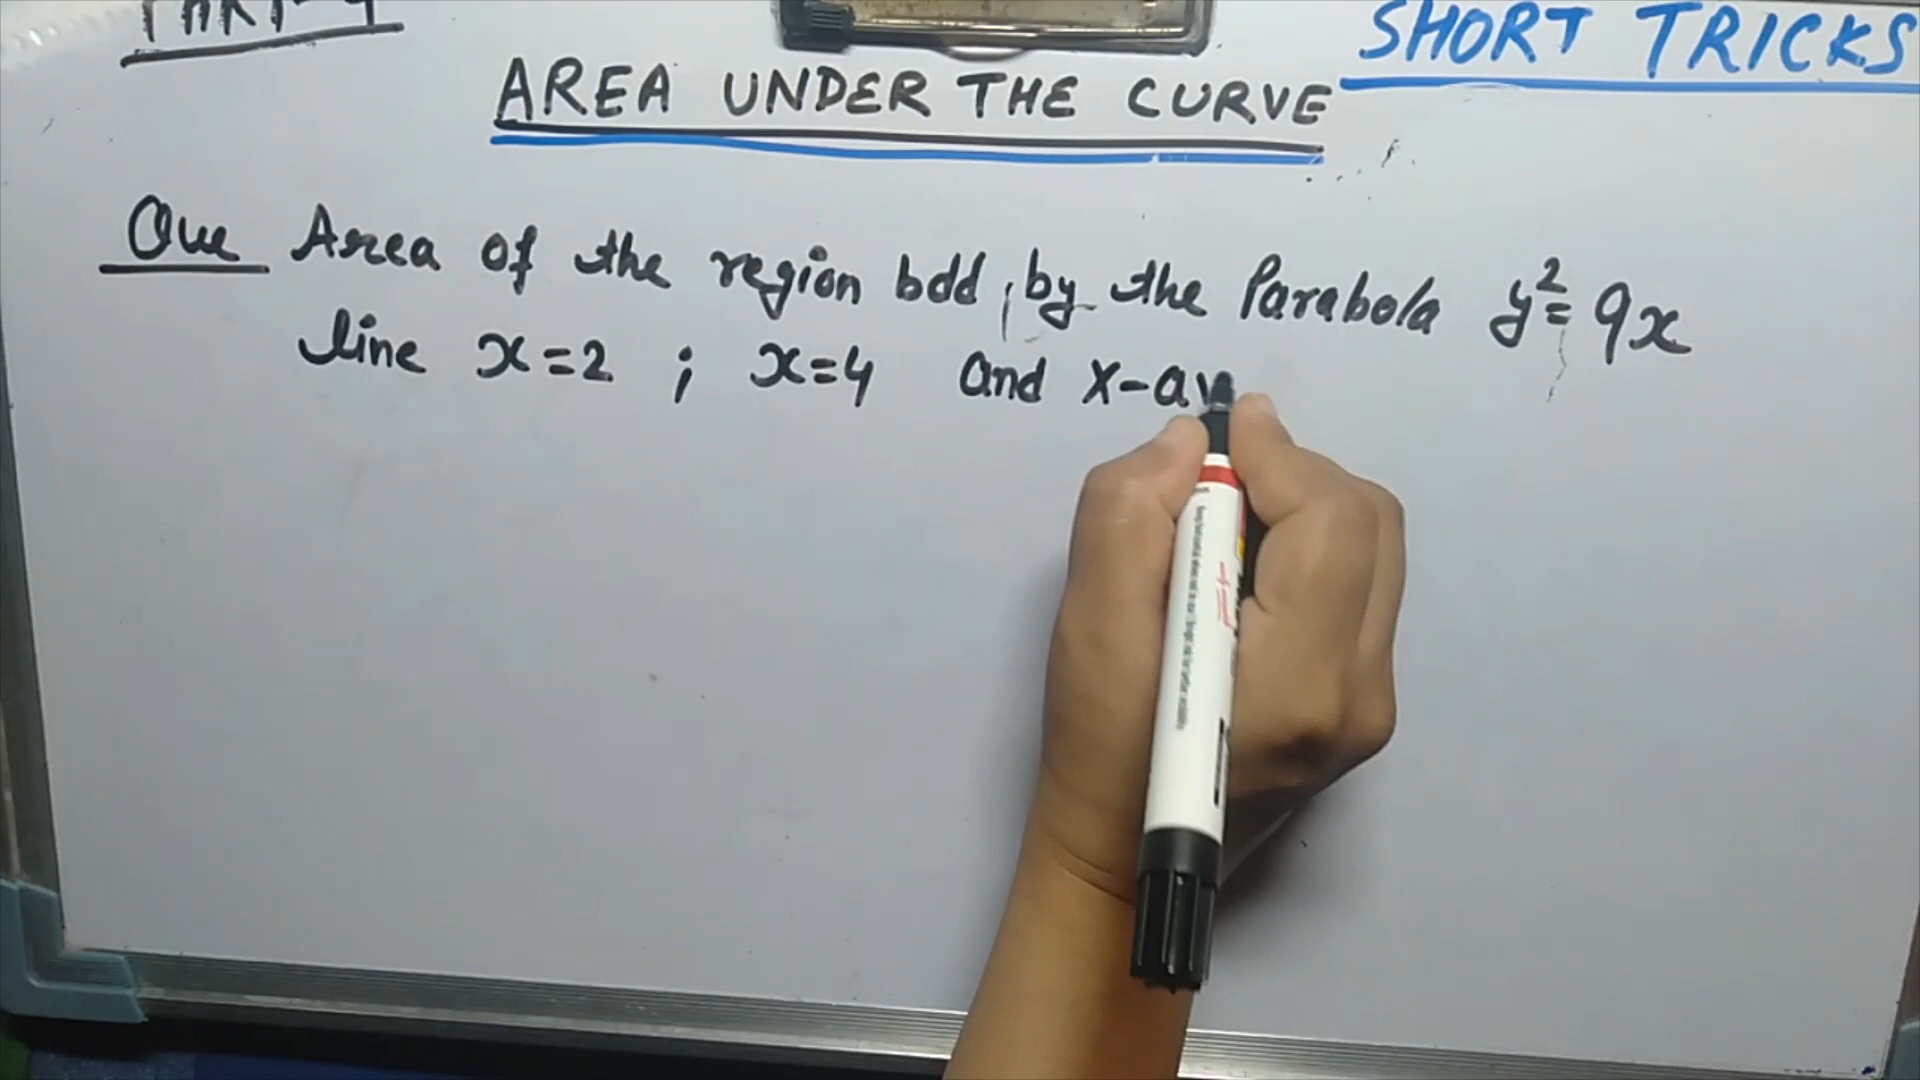 SHORT TRICKS
AREA UNDER THE CURVE
Que Area of the region bdd by the Parabola y²=9x
line x=2 ; x=4 and X-a